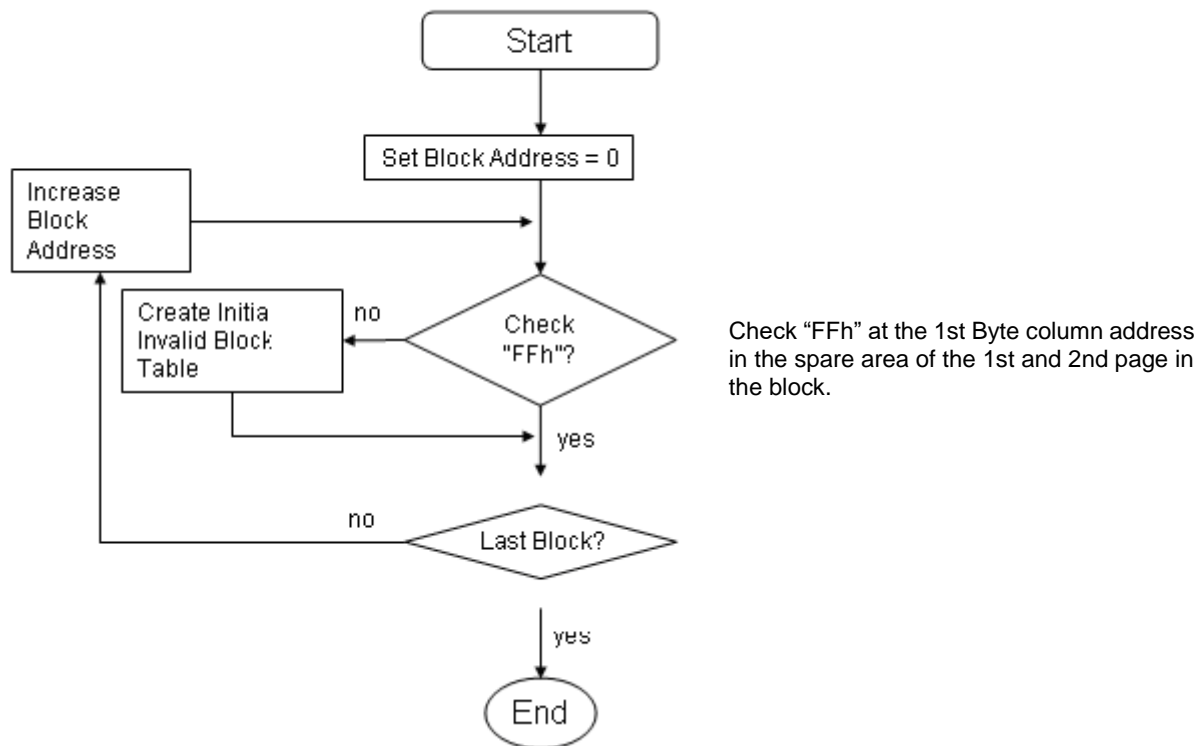 Start
Set Block Address = 0
Increase
Block
Address
Create Initia
Invalid Block
Table
no
Check
"FFh"?
Check “FFh” at the 1st Byte column address
in the spare area of the 1st and 2nd page in
the block.
yes
no
Last Block?
yes
End